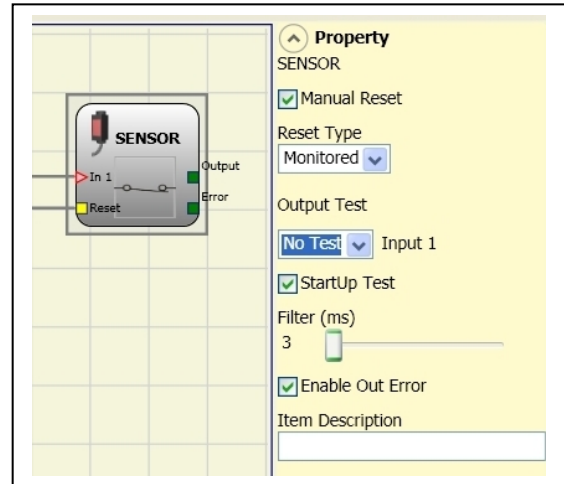 SENSOR
In 1
Output
Reset
Error
Property
SENSOR
Manual Reset
Reset Type
Monitored
Output Test
No Test Input 1
StartUp Test
Filter (ms)
3
Enable Out Error
Item Description